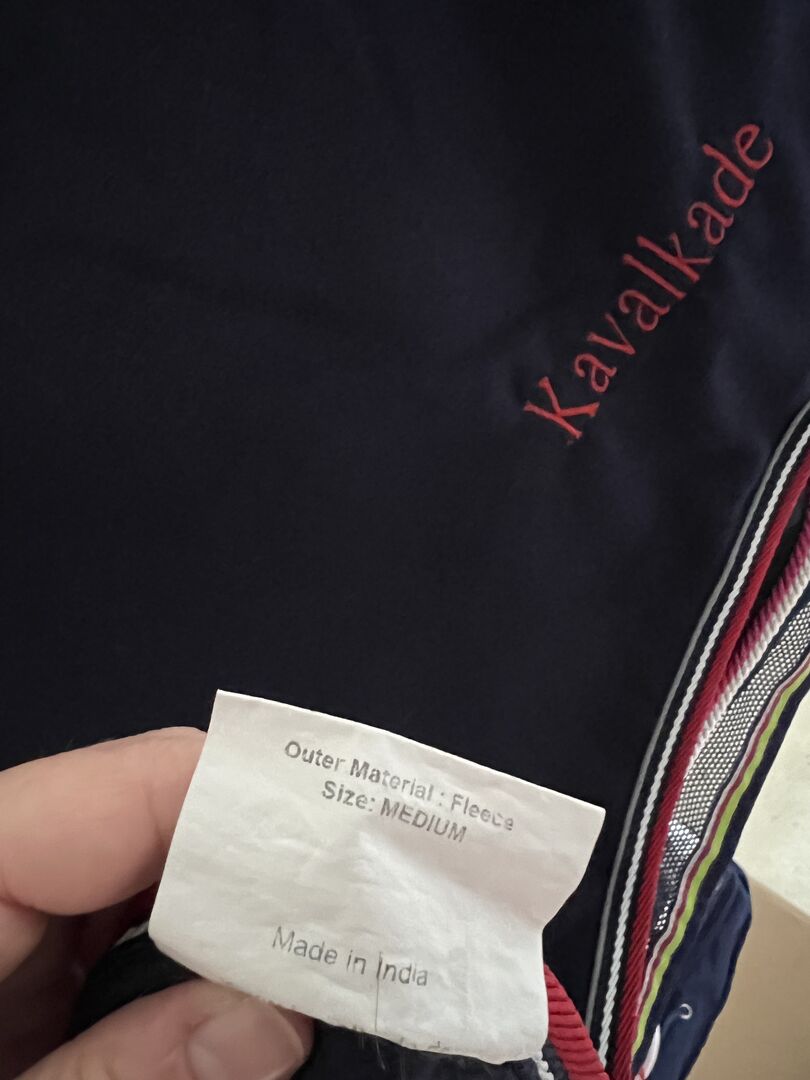 Kavalkade
Outer Material : Fleece
Size: MEDIUM
Made in India